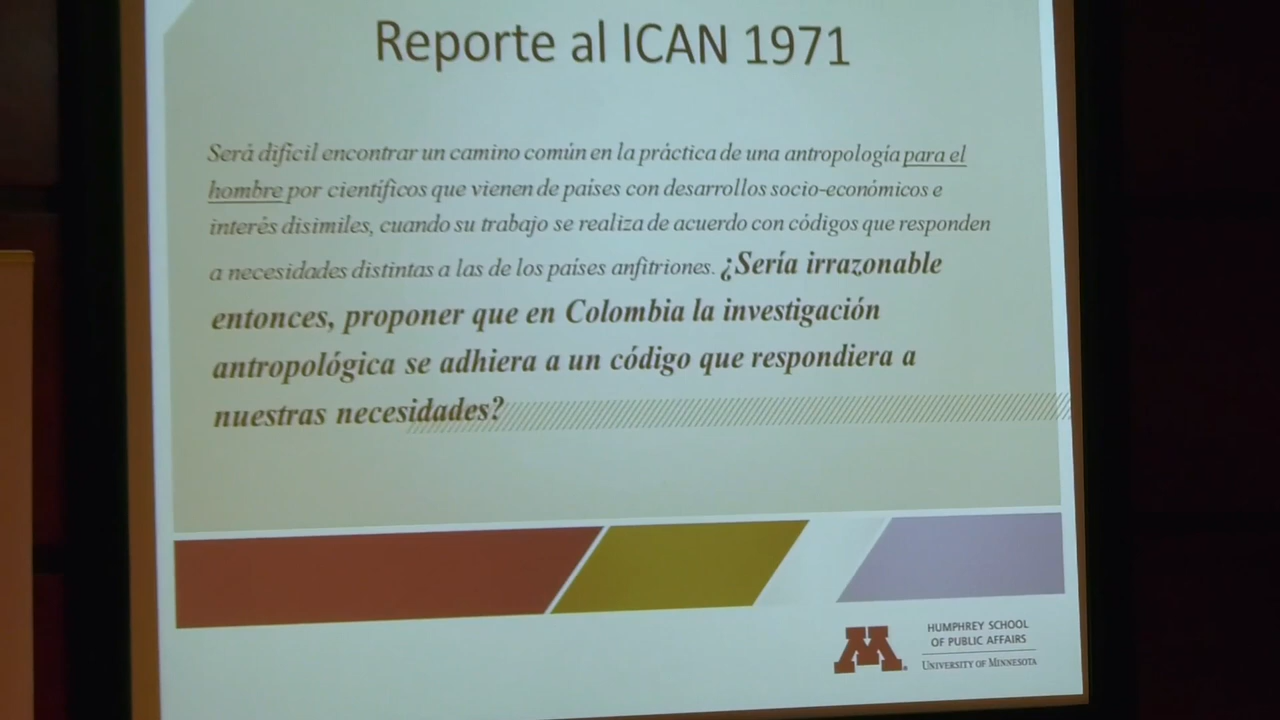 Reporte al ICAN 1971
Será difícil encontrar un camino común en la práctica de una antropología para el
hombre por científicos que vienen de países con desarrollos socio-económicos e
interés disimiles, cuando su trabajo se realiza de acuerdo con códigos que responden
a necesidades distintas a las de los países anfitriones. ¿Sería irrazonable
entonces, proponer que en Colombia la investigación
antropológica se adhiera a un código que respondiera a
nuestras necesidades?
M
HUMPHREY SCHOOL
OF PUBLIC AFFAIRS
UNIVERSITY OF MINNESOTA